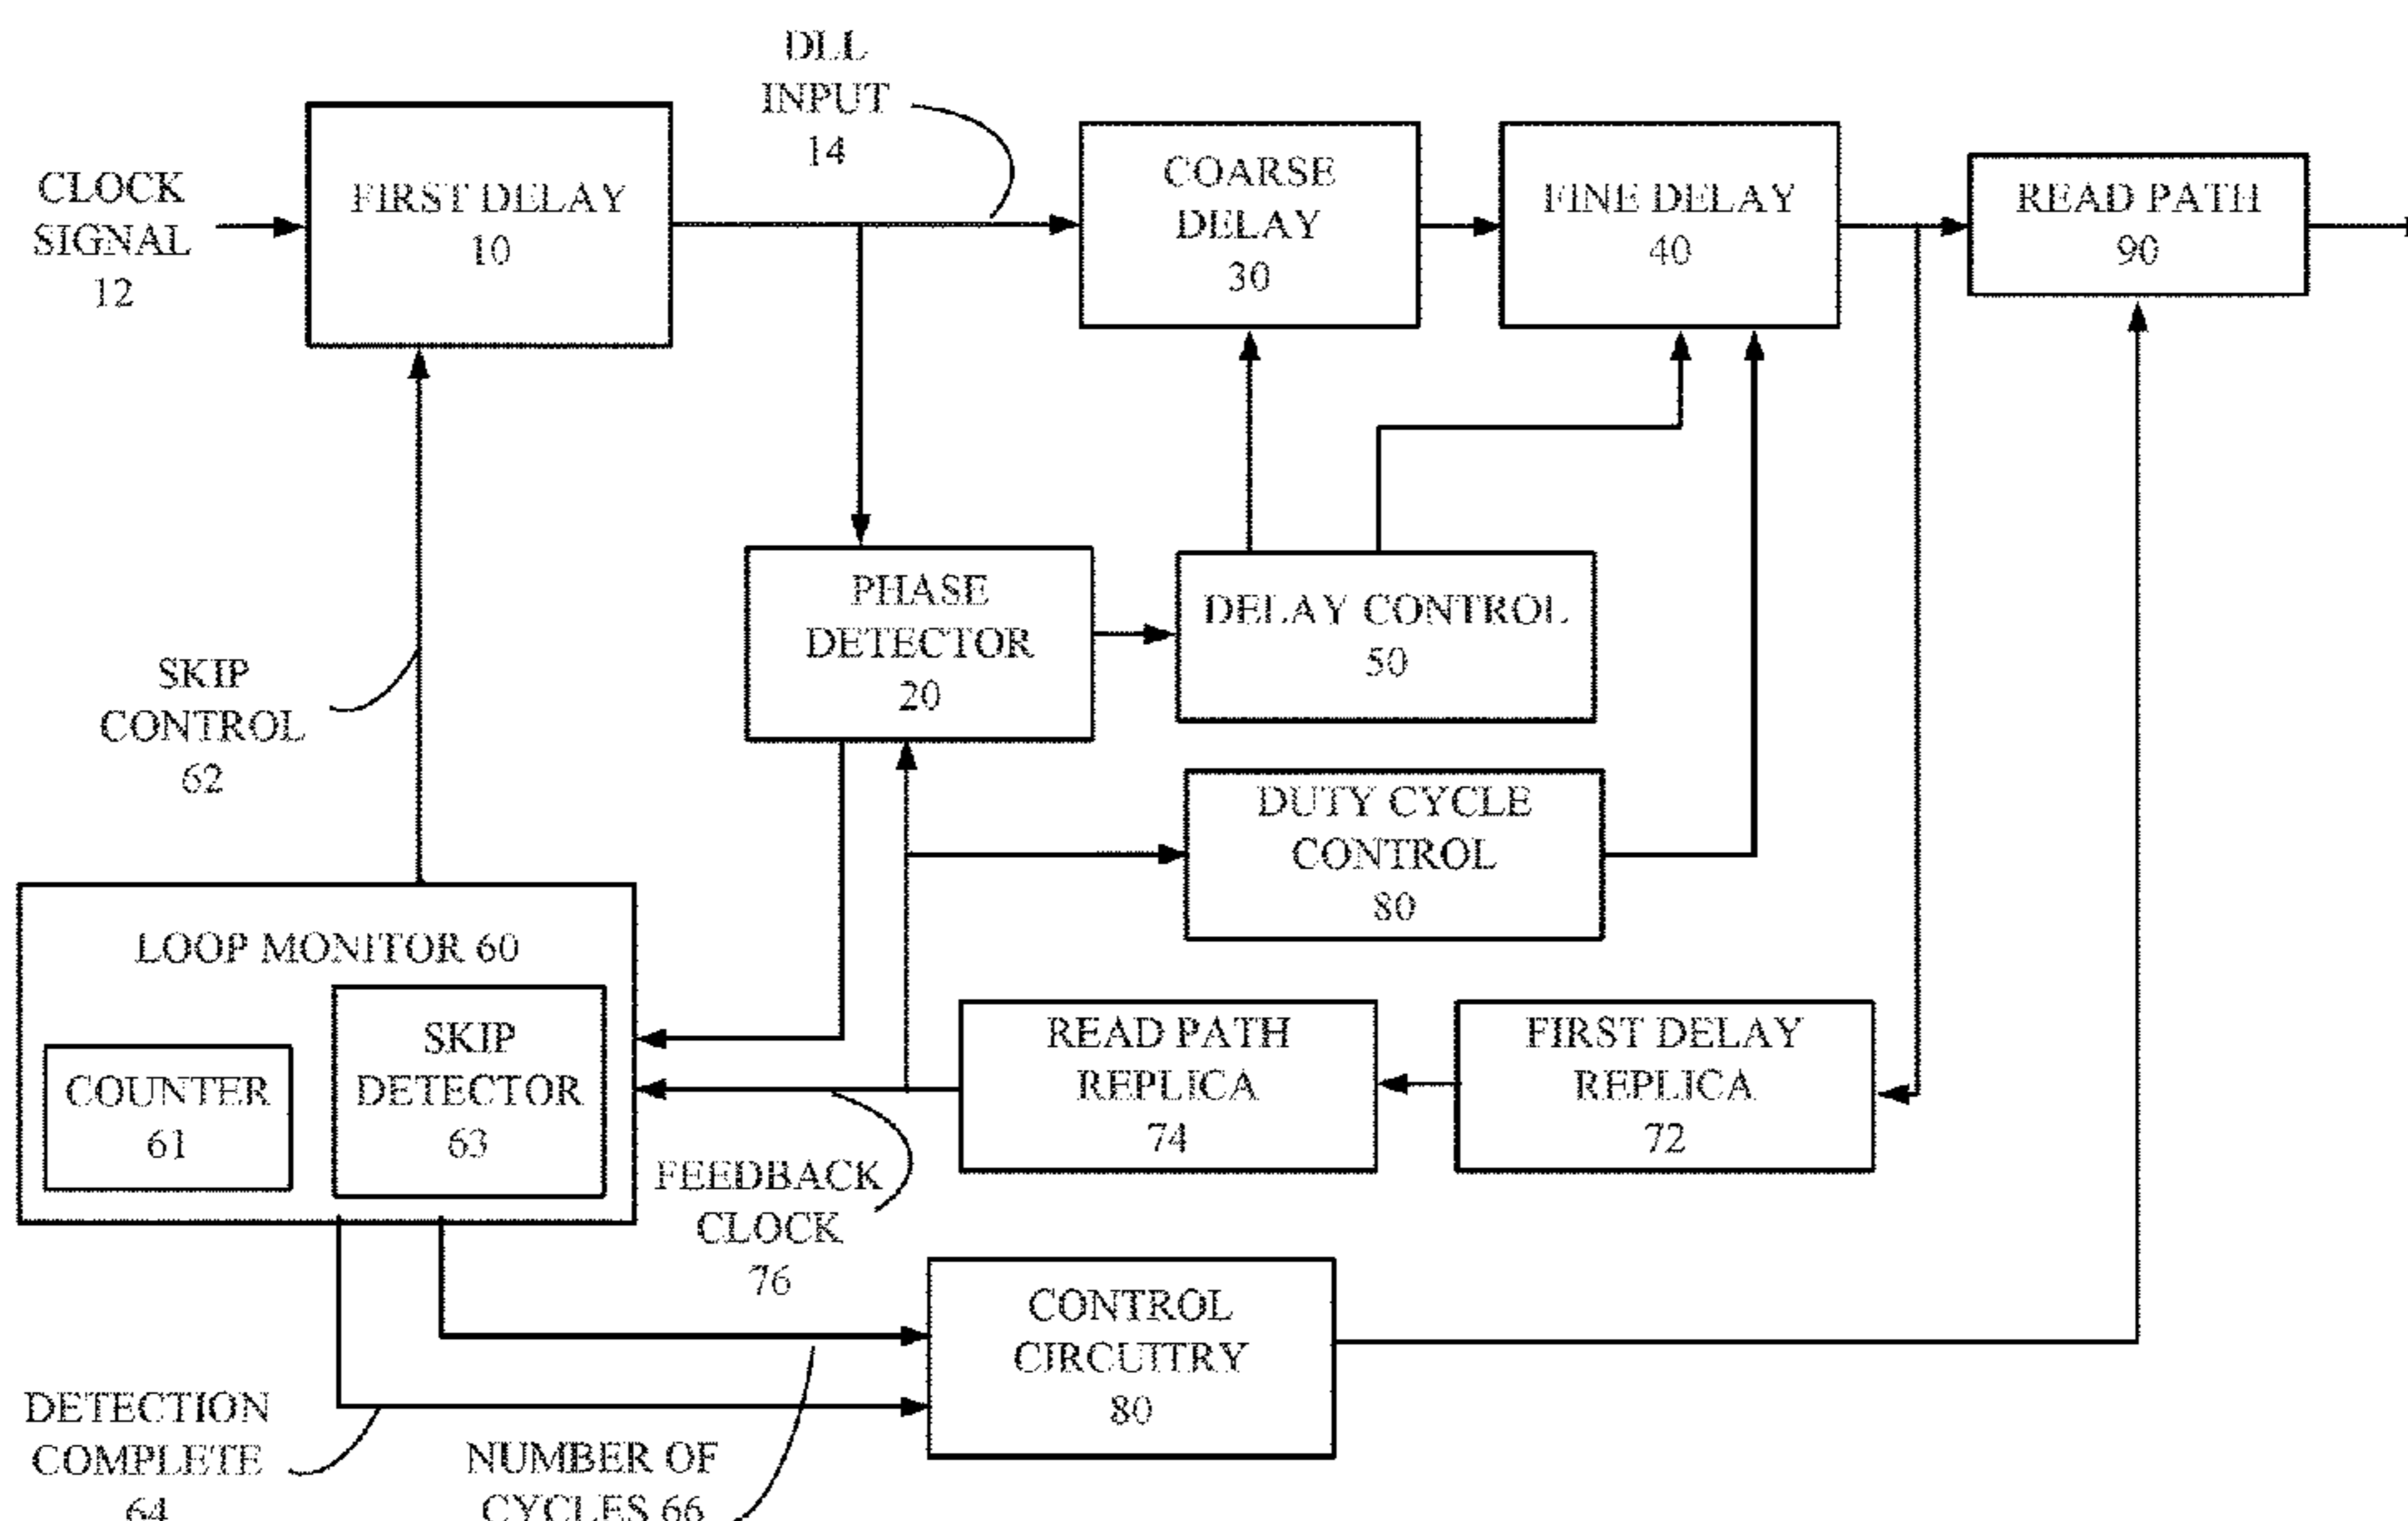 DLL
INPUT
14
CLOCK
SIGNAL
12
FIRST DELAY
10
COARSE
DELAY
30
FINE DELAY
40
READ PATH
90
PHASE
DETECTOR
20
DELAY CONTROL
50
SKIP
CONTROL
62
DUTY CYCLE
CONTROL
80
LOOP MONITOR 60
COUNTER
61
SKIP
DETECTOR
63
READ PATH
REPLICA
74
FIRST DELAY
REPLICA
72
FEEDBACK
CLOCK
76
CONTROL
CIRCUITRY
80
DETECTION
COMPLETE
64
NUMBER OF
CYCLES 66